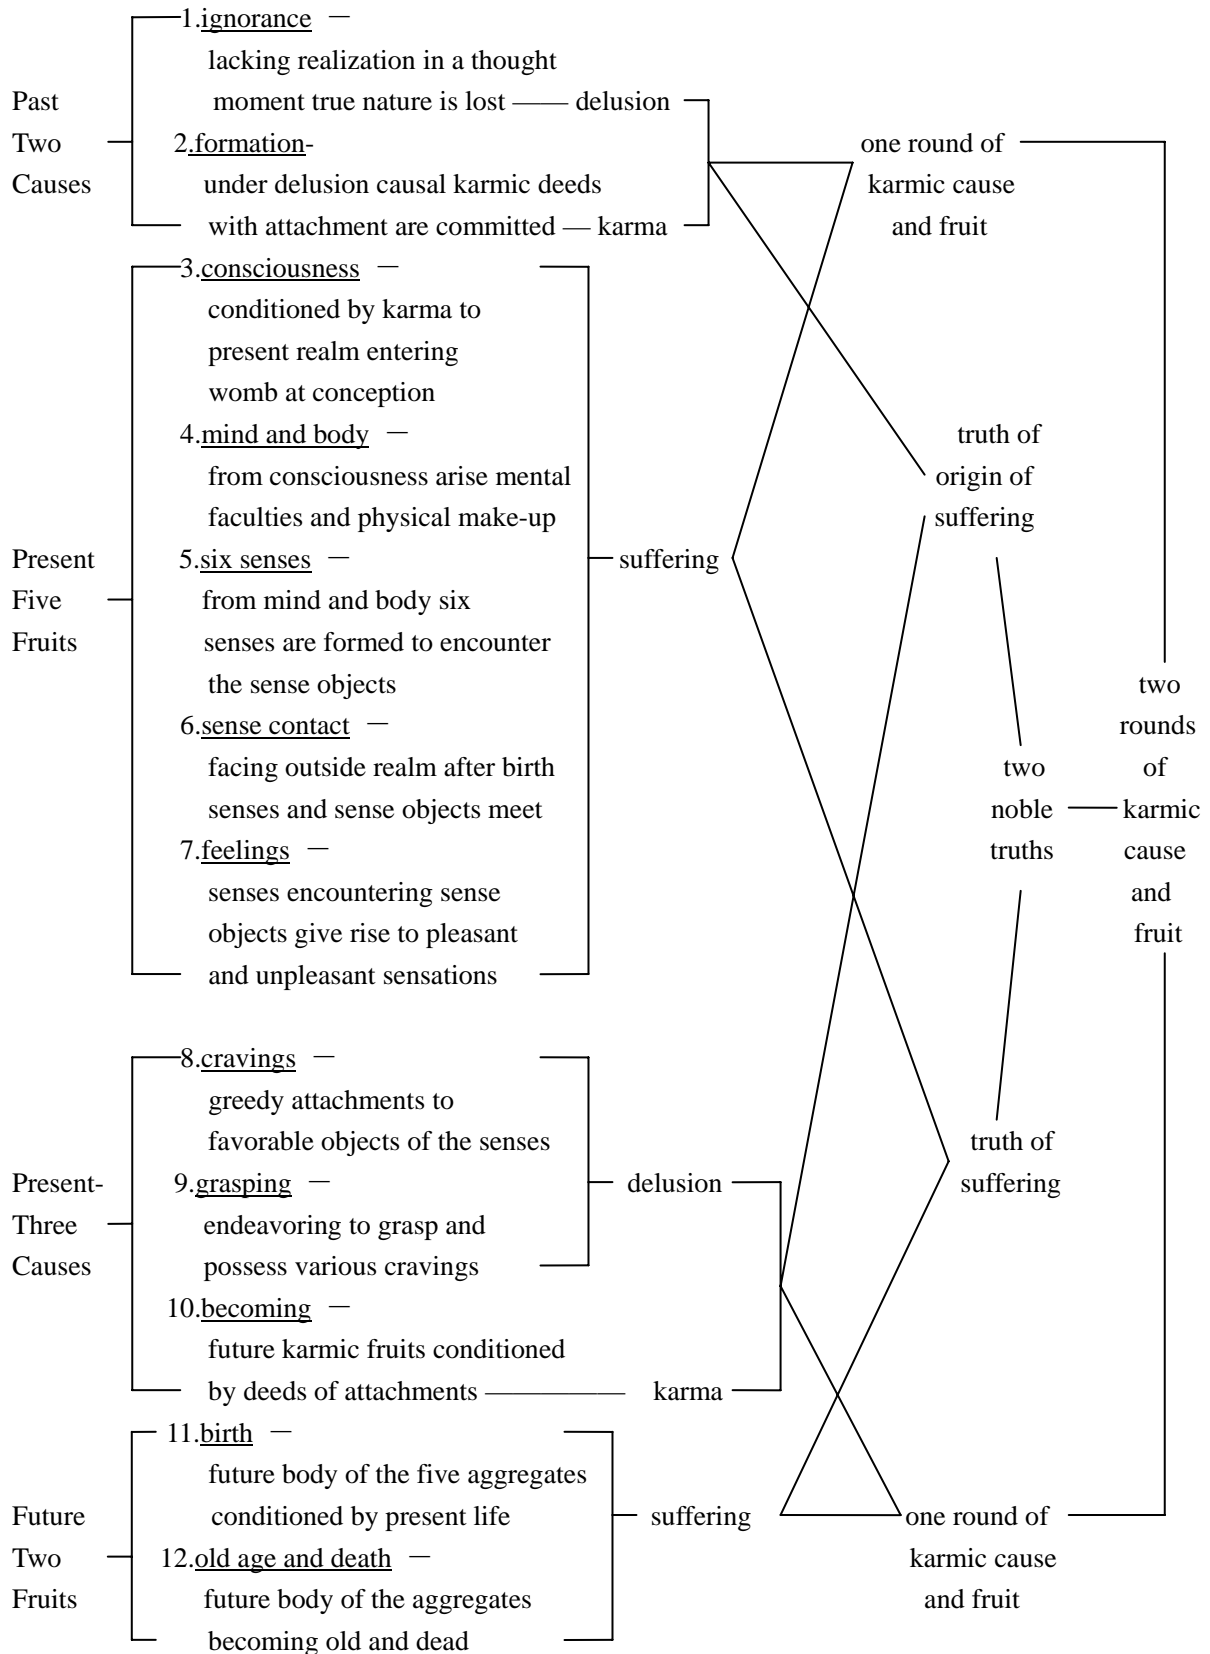 1.ignorance —
lacking realization in a thought
Past moment true nature is lost —— delusion
Two 2.formation- one round of
Causes under delusion causal karmic deeds karmic cause
with attachment are committed — karma and fruit
3.consciousness —
conditioned by karma to
present realm entering
womb at conception
4.mind and body — truth of
from consciousness arise mental origin of
faculties and physical make-up suffering
Present 5.six senses — suffering
Five from mind and body six
Fruits senses are formed to encounter
the sense objects two
6.sense contact — rounds
facing outside realm after birth two of
senses and sense objects meet noble karmic
7.feelings — truths cause
senses encountering sense and
objects give rise to pleasant fruit
and unpleasant sensations
8.cravings —
greedy attachments to
favorable objects of the senses truth of
Present- 9.grasping — delusion suffering
Three endeavoring to grasp and
Causes possess various cravings
10.becoming —
future karmic fruits conditioned
by deeds of attachments ————— karma
11.birth —
future body of the five aggregates
Future conditioned by present life suffering one round of
Two 12.old age and death — karmic cause
Fruits future body of the aggregates and fruit
becoming old and dead